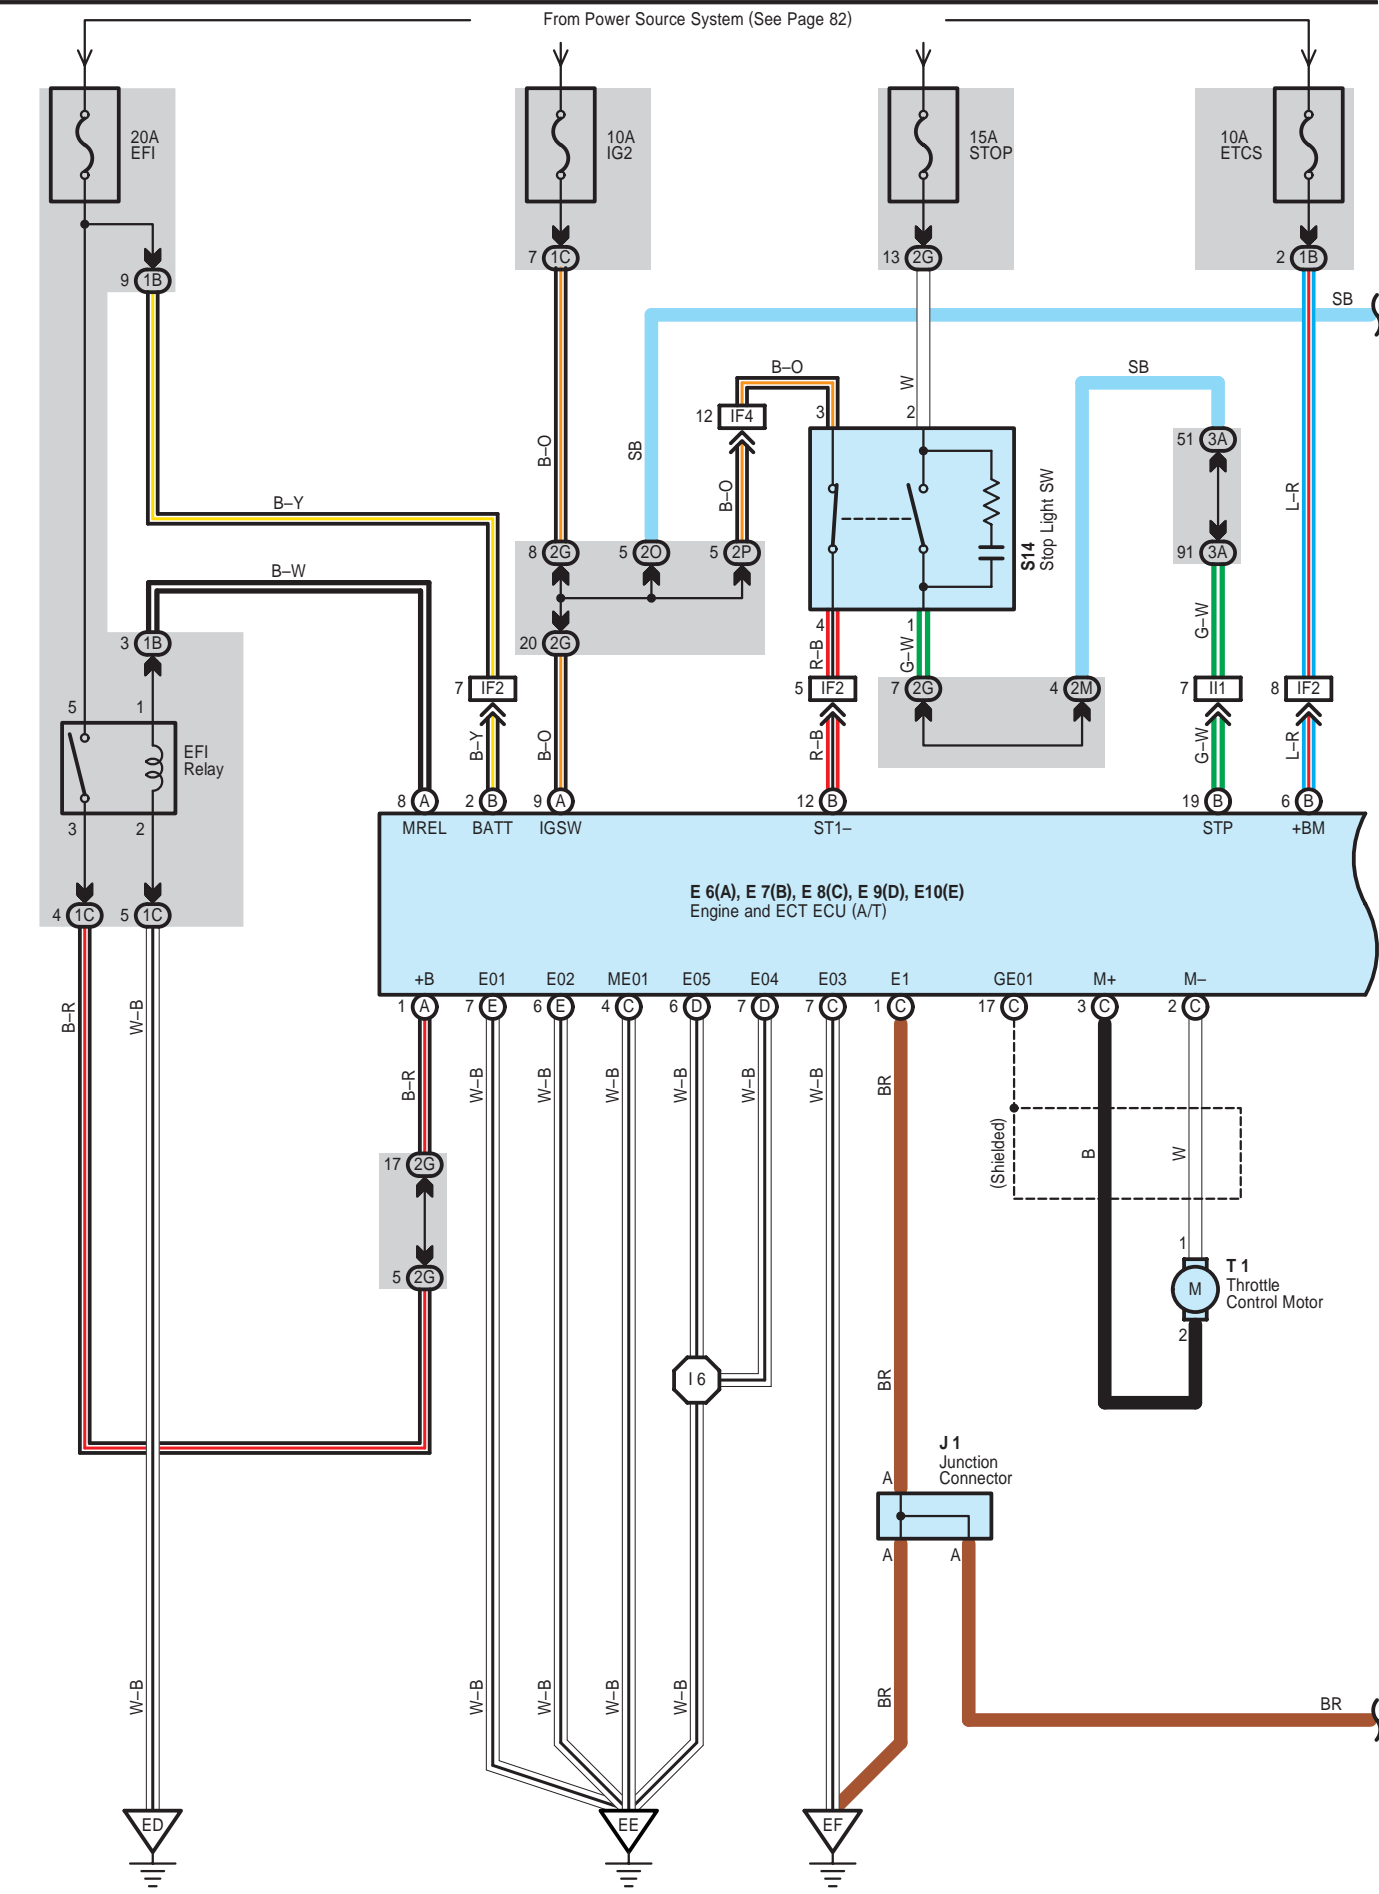 From Power Source System (See Page 82)
20A
EFI
10A
IG2
15A
STOP
10A
ETCS
7 1C
13 2G
2 1B
9 1B
SB
B–O
SB
W
12 IF4
3
2
51 3A
B–O
SB
B–O
L–R
B–Y
S14
Stop Light SW
8 2G
5 2O
5 2P
91 3A
B–W
4
1
R–B
G–W
G–W
3 1B
20 2G
7 IF2
5 IF2
7 2G
4 2M
7 II1
8 IF2
5
1
B–Y
B–O
R–B
G–W
L–R
EFI
Relay
8 A
2 B
9 A
12 B
19 B
6 B
3
2
MREL
BATT
IGSW
ST1–
STP
+BM
E 6(A), E 7(B), E 8(C), E 9(D), E10(E)
Engine and ECT ECU (A/T)
4 1C
5 1C
+B
E01
E02
ME01
E05
E04
E03
E1
GE01
M+
M–
1 A
7 E
6 E
4 C
6 D
7 D
7 C
1 C
17 C
3 C
2 C
B–R
W–B
B–R
W–B
W–B
W–B
W–B
W–B
W–B
BR
(Shielded)
B
W
17 2G
5 2G
1
M
2
T 1
Throttle
Control Motor
I 6
BR
J 1
Junction
Connector
A
A
A
W–B
W–B
W–B
W–B
W–B
BR
BR
ED
EE
EF